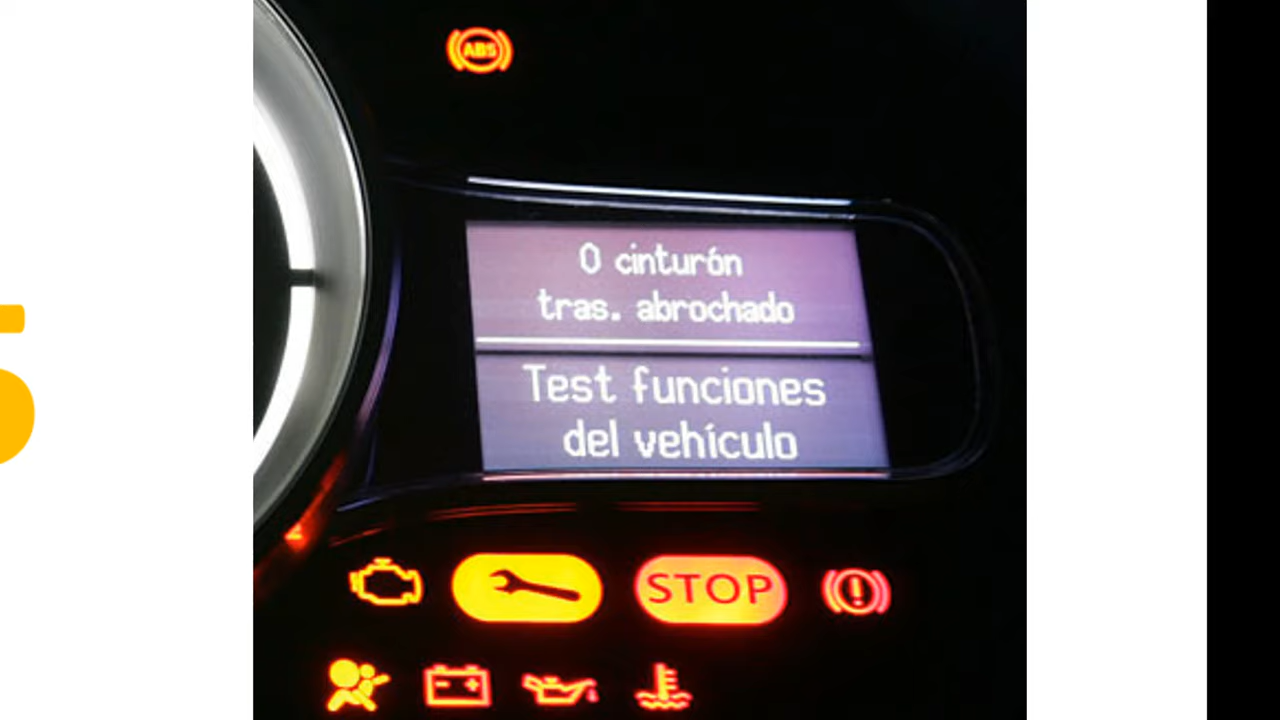 ABS
0 cinturón
tras. abrochado
Test funciones
del vehículo
STOP